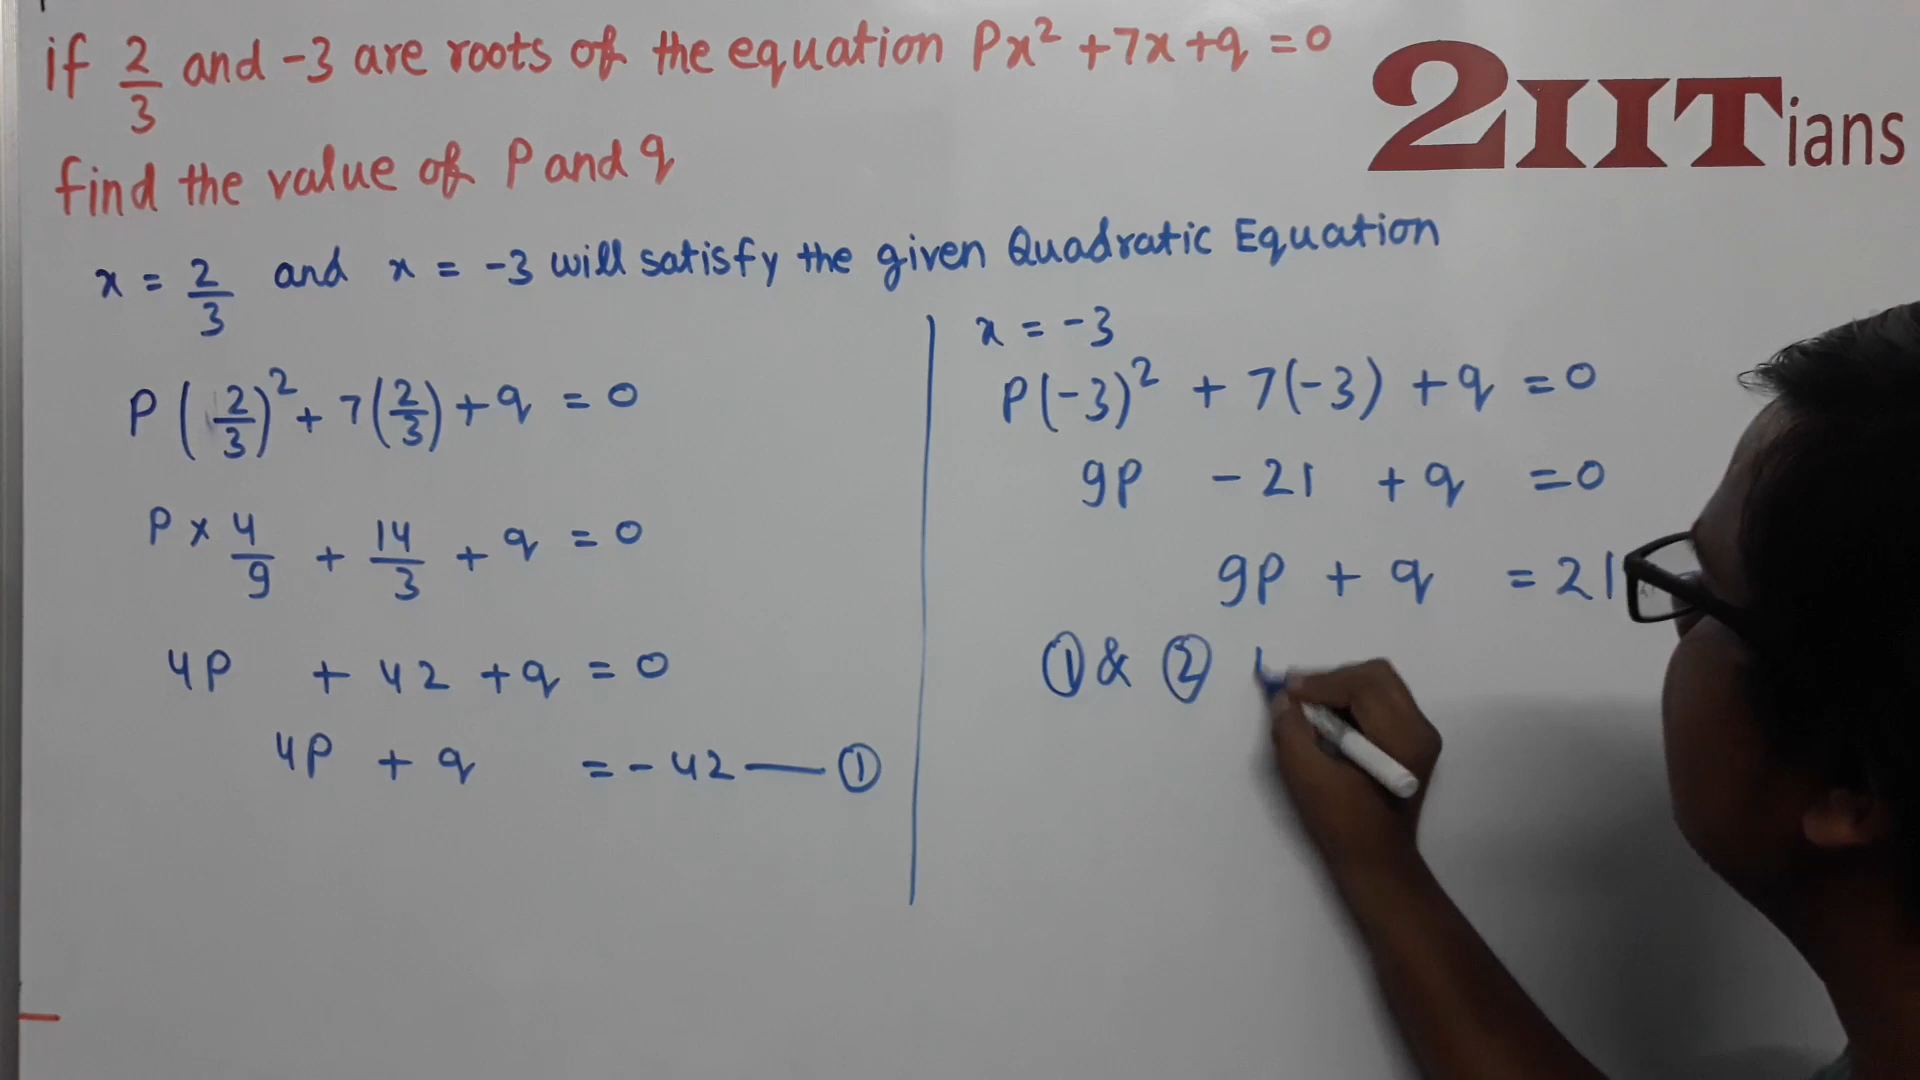 if 2/3 and -3 are roots of the equation Px² + 7x + q = 0
2IITians
find the value of P and q
x = 2/3 and x = -3 will satisfy the given Quadratic Equation
P(2/3)² + 7(2/3) + q = 0
P × 4/9 + 14/3 + q = 0
4P + 42 + q = 0
4P + q = -42 —— ①
x = -3
P(-3)² + 7(-3) + q = 0
9P - 21 + q = 0
9P + q = 21
① & ②